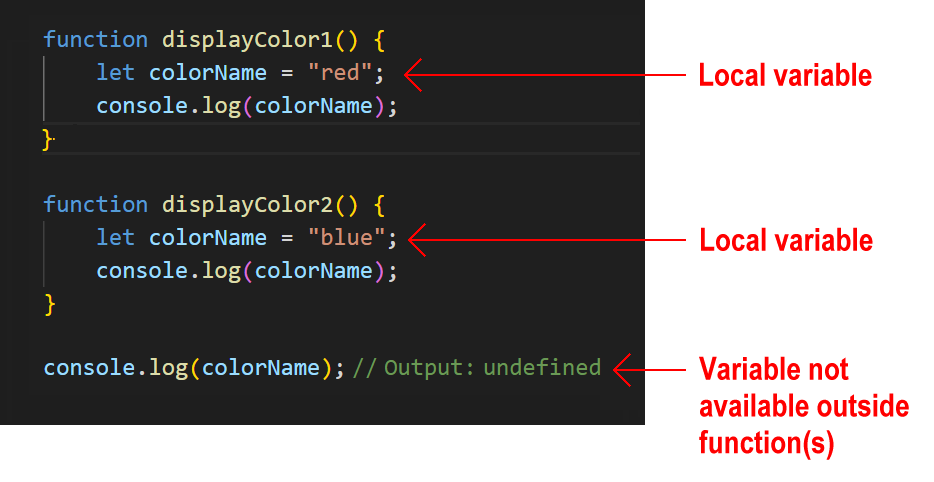 function displayColor1() {
let colorName = "red";
Local variable
console.log(colorName);
}
function displayColor2() {
let colorName = "blue";
Local variable
console.log(colorName);
}
console.log(colorName); // Output: undefined
Variable not
available outside
function(s)